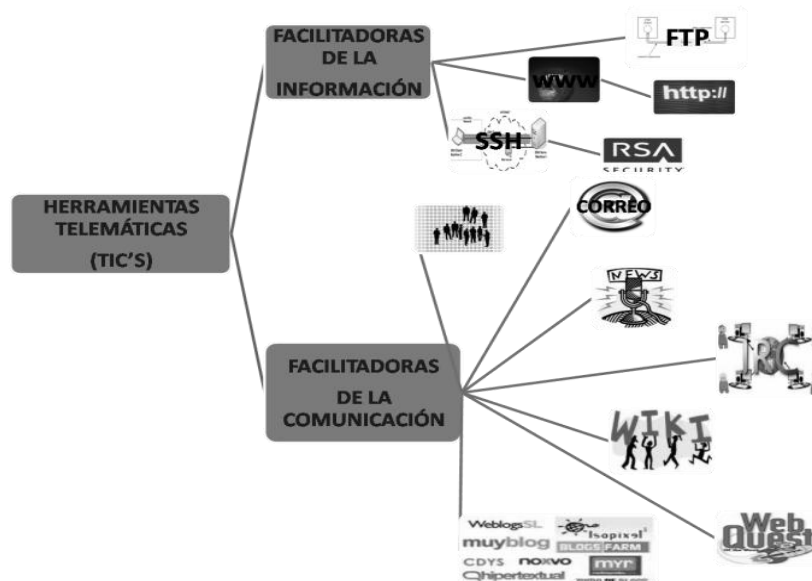 FACILITADORAS
DE LA
INFORMACIÓN
FTP
WWW
http://
SSH
RSA
SECURITY
HERRAMIENTAS
TELEMÁTICAS
(TIC'S)
CORREO
NEWS
IRC
FACILITADORAS
DE LA
COMUNICACIÓN
WIKI
Web
Quest
WeblogsSL
Isopixel
muyblog
BLOGS FARM
CDYS
noxvo
myr
hipertextual